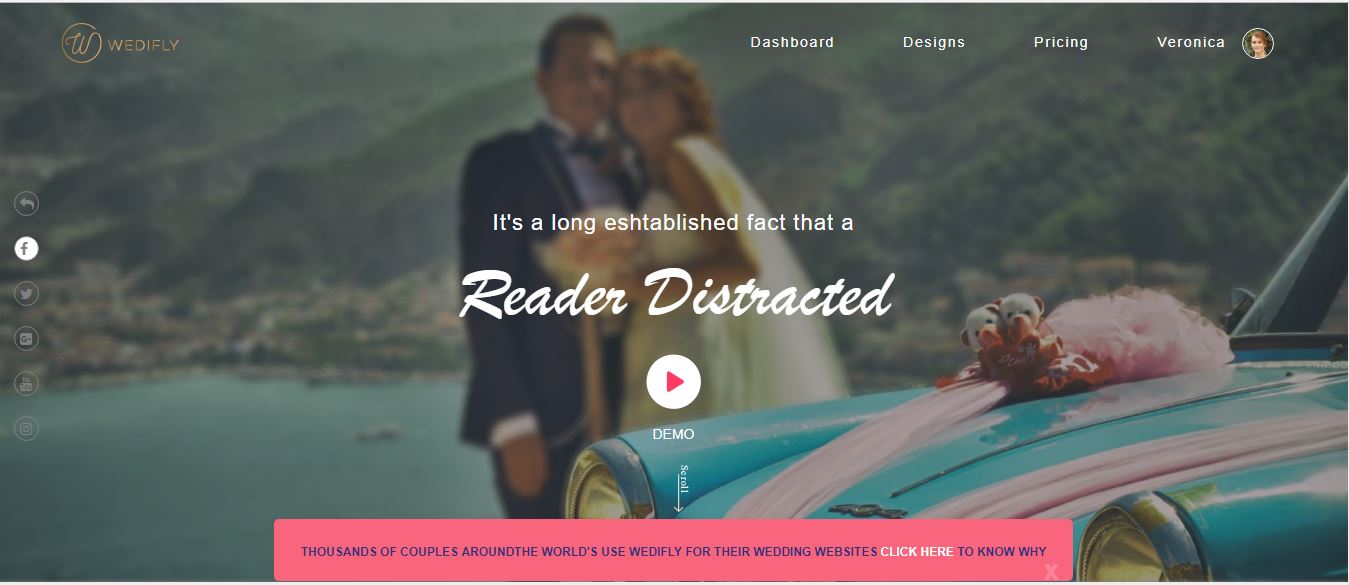 WEDIFLY
Dashboard
Designs
Pricing
Veronica
It's a long eshtablished fact that a
Reader Distracted
DEMO
Scroll
THOUSANDS OF COUPLES AROUNDTHE WORLD'S USE WEDIFLY FOR THEIR WEDDING WEBSITES CLICK HERE TO KNOW WHY
X